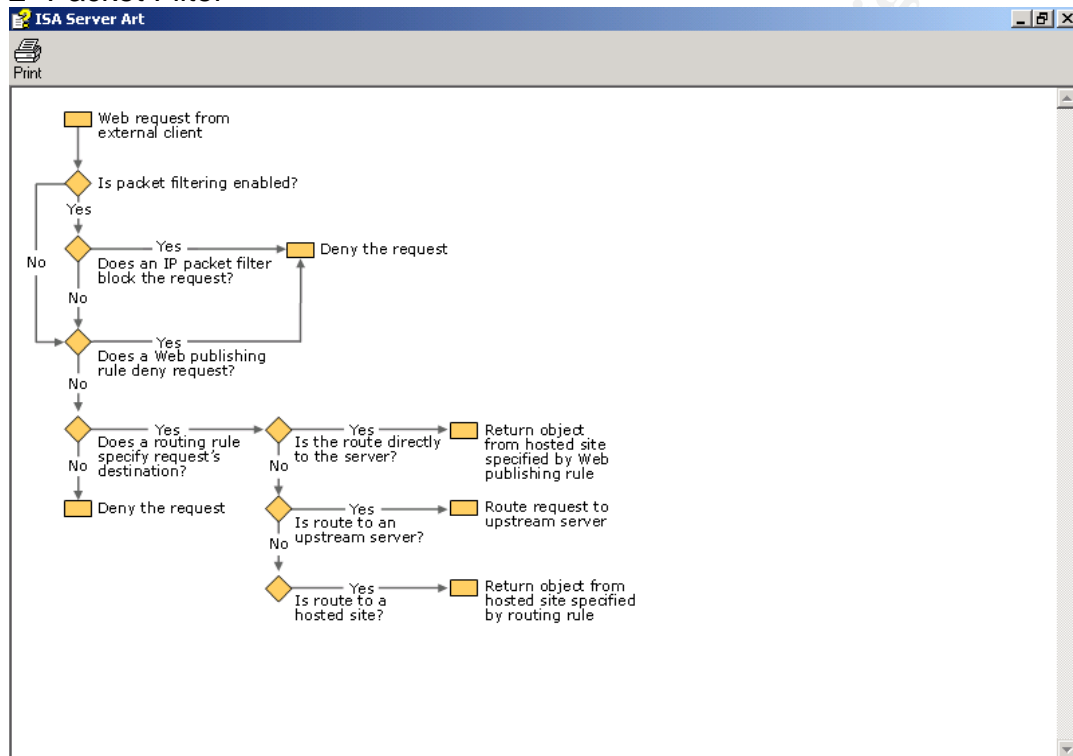 2 Packet Filter
ISA Server Art
Print
Web request from
external client
Is packet filtering enabled?
Yes
No
Yes
Deny the request
Does an IP packet filter
block the request?
No
Yes
Does a Web publishing
rule deny request?
No
Yes
Does a routing rule
specify request's
destination?
No
Deny the request
Yes
Is the route directly
to the server?
No
Return object
from hosted site
specified by Web
publishing rule
Yes
Is route to an
upstream server?
No
Route request to
upstream server
Yes
Is route to a
hosted site?
Return object from
hosted site specified
by routing rule